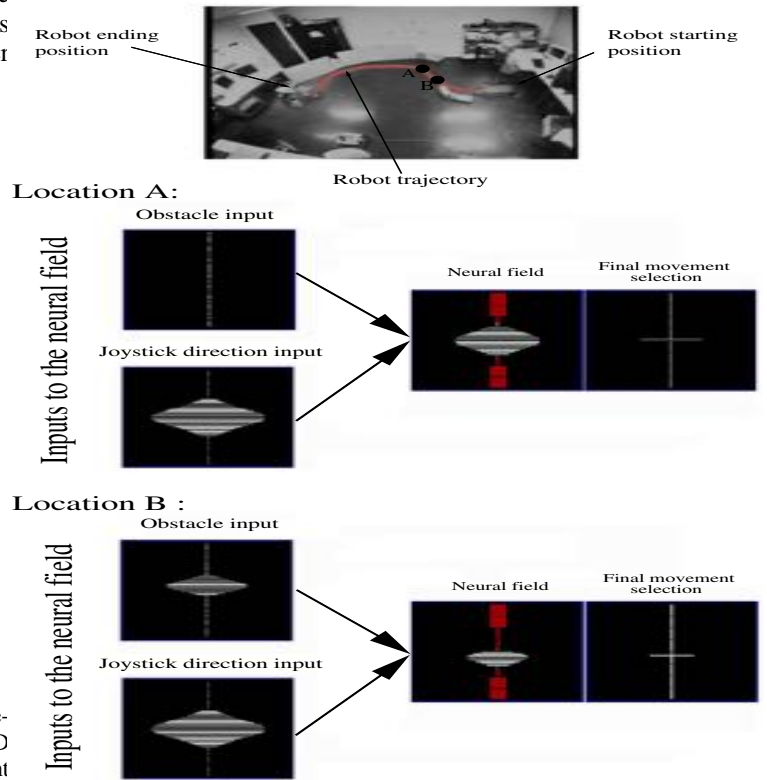 Robot ending
position
Robot starting
position
A
B
Robot trajectory
Location A:
Obstacle input
Inputs to the neural field
Joystick direction input
Neural field
Final movement
selection
Location B :
Obstacle input
Inputs to the neural field
Joystick direction input
Neural field
Final movement
selection